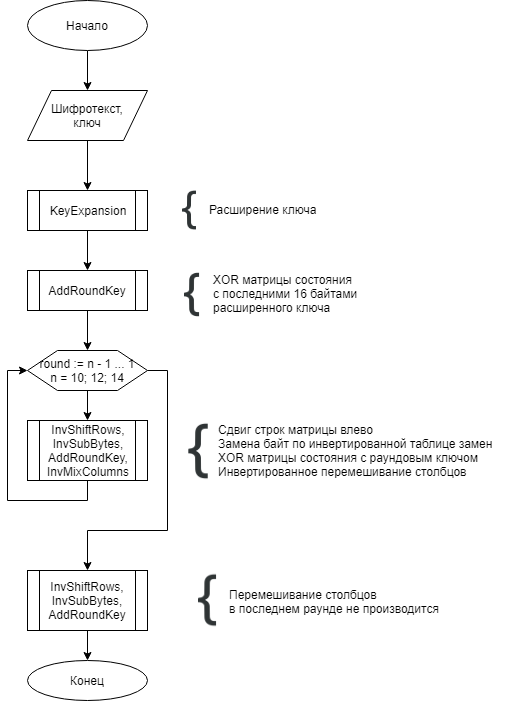 Начало
Шифротекст,
ключ
KeyExpansion
Расширение ключа
AddRoundKey
XOR матрицы состояния
с последними 16 байтами
расширенного ключа
round := n - 1 ... 1
n = 10; 12; 14
InvShiftRows,
InvSubBytes,
AddRoundKey,
InvMixColumns
Сдвиг строк матрицы влево
Замена байт по инвертированной таблице замен
XOR матрицы состояния с раундовым ключом
Инвертированное перемешивание столбцов
InvShiftRows,
InvSubBytes,
AddRoundKey
Перемешивание столбцов
в последнем раунде не производится
Конец